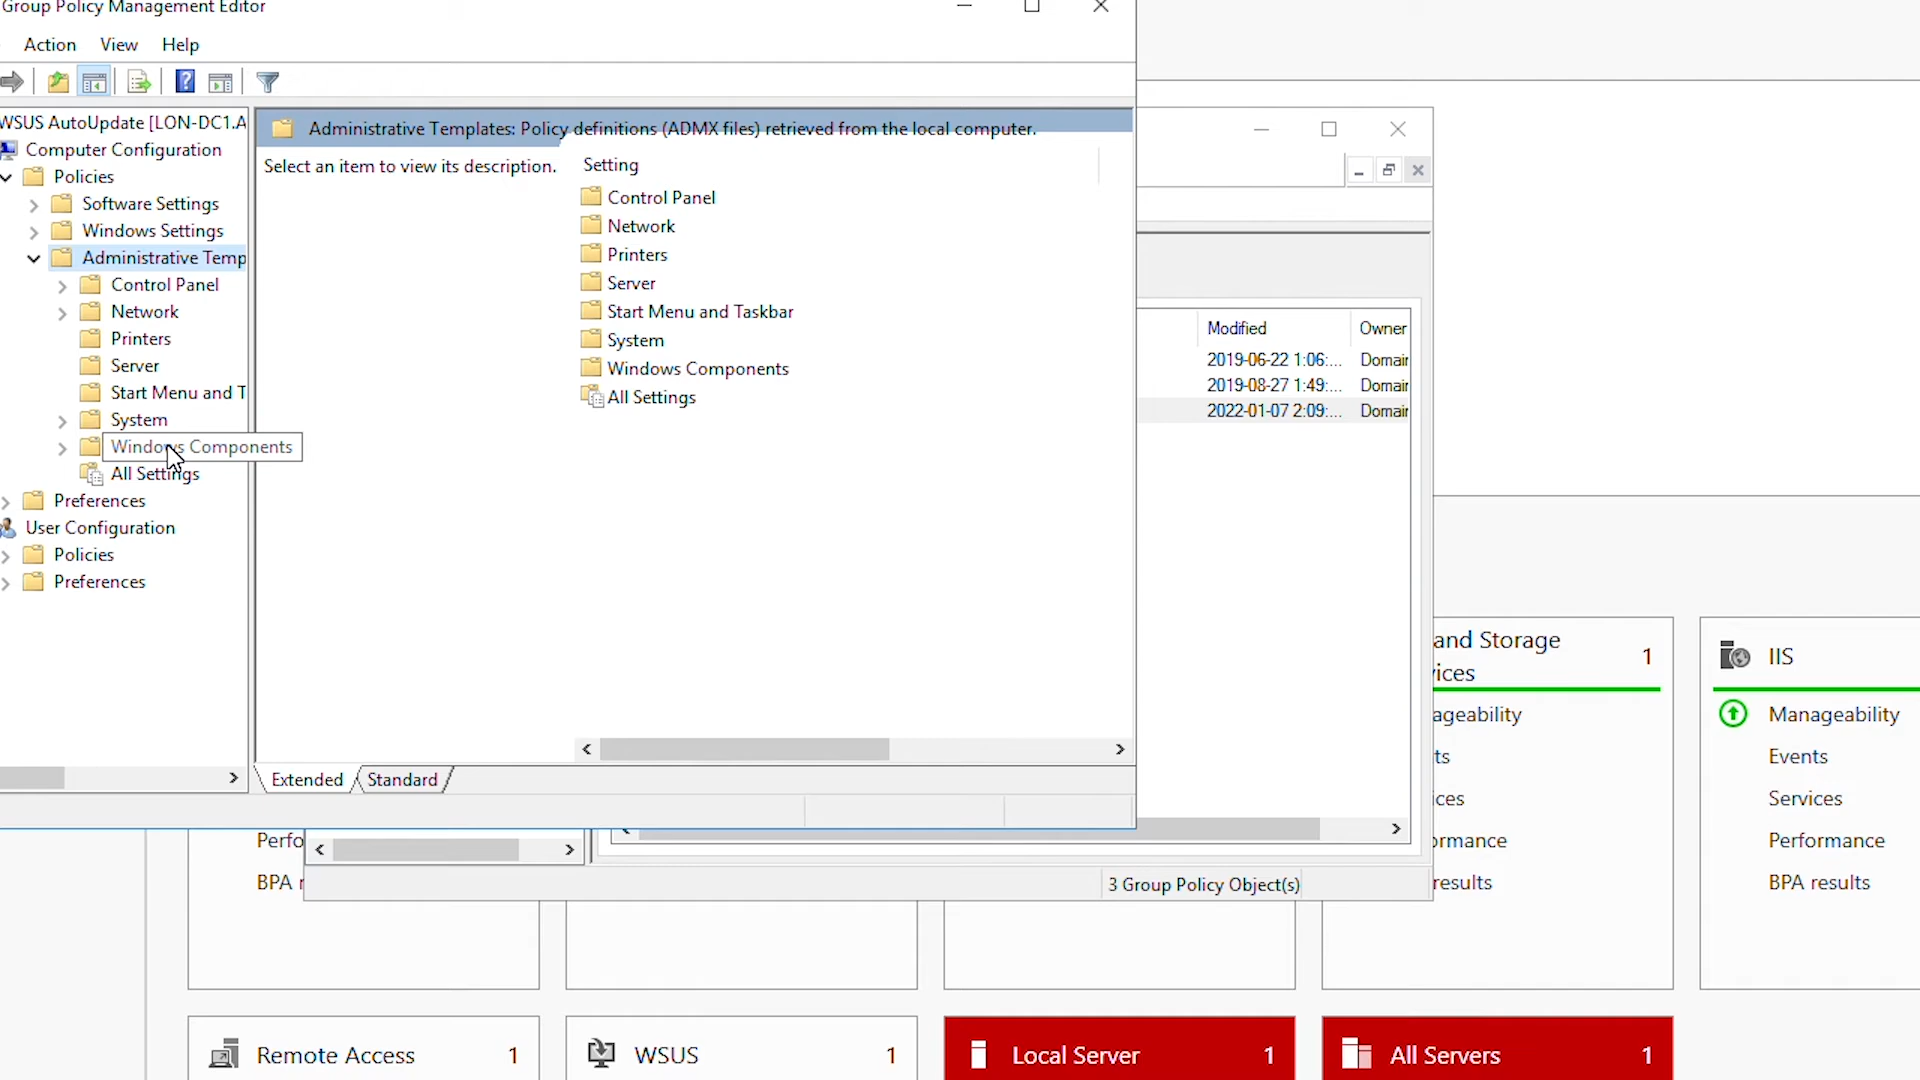 Group Policy Management Editor
Action View Help
WSUS AutoUpdate [LON-DC1.A
Computer Configuration
Policies
Software Settings
Windows Settings
Administrative Temp
Control Panel
Network
Printers
Server
Start Menu and T
System
Windows Components
All Settings
Preferences
User Configuration
Policies
Preferences
Administrative Templates: Policy definitions (ADMX files) retrieved from the local computer.
Select an item to view its description.
Setting
Control Panel
Network
Printers
Server
Start Menu and Taskbar
System
Windows Components
All Settings
Extended Standard
Modified Owner
2019-06-22 1:06:... Domair
2019-08-27 1:49:... Domair
2022-01-07 2:09:... Domair
3 Group Policy Object(s)
Perfo
BPA r
and Storage 1
ices
ageability
ts
ices
ormance
results
IIS
Manageability
Events
Services
Performance
BPA results
Remote Access 1
WSUS 1
Local Server 1
All Servers 1